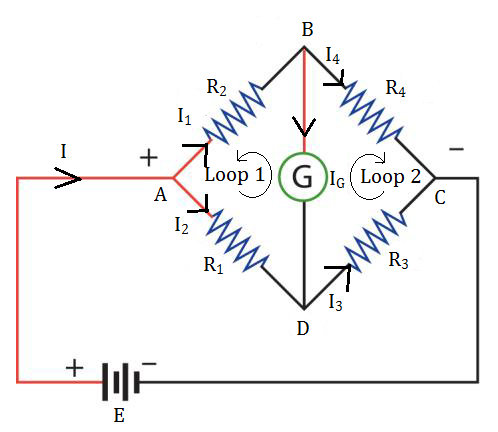 B
I4
R2
R4
I1
I
+
−
Loop 1
G
IG
Loop 2
A
C
I2
R1
R3
I3
D
+
−
E